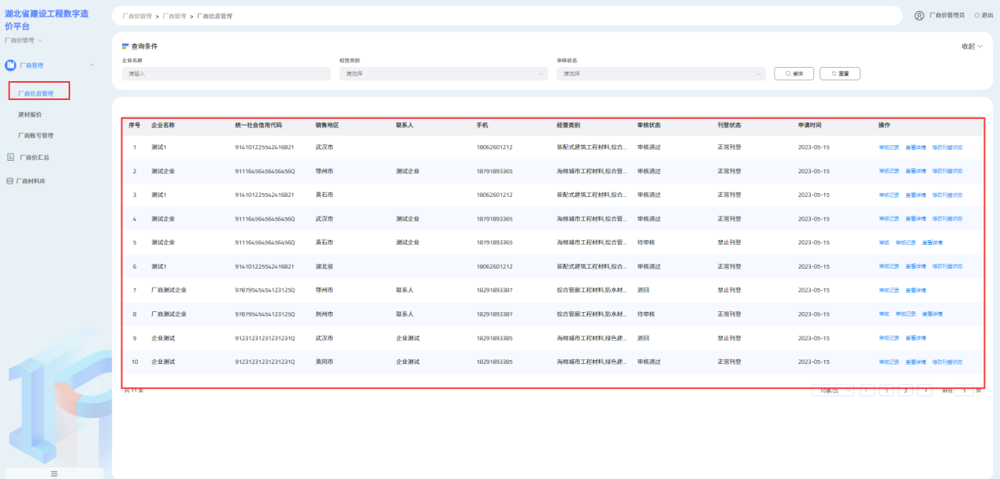 湖北省建设工程数字造
价平台
厂商价管理
厂商管理
厂商信息管理
建材报价
厂商账号管理
厂商价汇总
厂商材料库
厂商价管理 > 厂商管理 > 厂商信息管理
厂商价管理员 退出
查询条件 收起
企业名称 经营类别 审核状态
请输入 请选择 请选择 查询 重置
序号 企业名称 统一社会信用代码 销售地区 联系人 手机 经营类别 审核状态 刊登状态 申请时间 操作
1 测试1 914101225542416821 武汉市 18062601212 装配式建筑工程材料,综合... 审核通过 正常刊登 2023-05-15 审核记录 查看详情 修改刊登状态
2 测试企业 91116456456456456Q 鄂州市 测试企业 18791893365 海绵城市工程材料,综合管... 审核通过 正常刊登 2023-05-15 审核记录 查看详情 修改刊登状态
3 测试1 914101225542416821 黄石市 18062601212 装配式建筑工程材料,综合... 审核通过 正常刊登 2023-05-15 审核记录 查看详情 修改刊登状态
4 测试企业 91116456456456456Q 武汉市 测试企业 18791893365 海绵城市工程材料,综合管... 审核通过 正常刊登 2023-05-15 审核记录 查看详情 修改刊登状态
5 测试企业 91116456456456456Q 黄石市 测试企业 18791893365 海绵城市工程材料,综合管... 待审核 禁止刊登 2023-05-15 审核 审核记录 查看详情
6 测试1 914101225542416821 湖北省 18062601212 装配式建筑工程材料,综合... 审核通过 正常刊登 2023-05-15 审核记录 查看详情 修改刊登状态
7 厂商测试企业 97879545454123125Q 鄂州市 联系人 18291893387 综合管廊工程材料,防水材... 退回 禁止刊登 2023-05-15 审核记录 查看详情
8 厂商测试企业 97879545454123125Q 荆州市 联系人 18291893387 综合管廊工程材料,防水材... 待审核 正常刊登 2023-05-15 审核 审核记录 查看详情
9 企业测试 91231231231231231Q 武汉市 企业测试 18291893385 海绵城市工程材料,绿色建... 退回 禁止刊登 2023-05-15 审核记录 查看详情
10 企业测试 91231231231231231Q 黄冈市 企业测试 18291893385 海绵城市工程材料,绿色建... 审核通过 正常刊登 2023-05-15 审核记录 查看详情 修改刊登状态
共 11 条 10条/页 < 1 2 > 前往 1 页